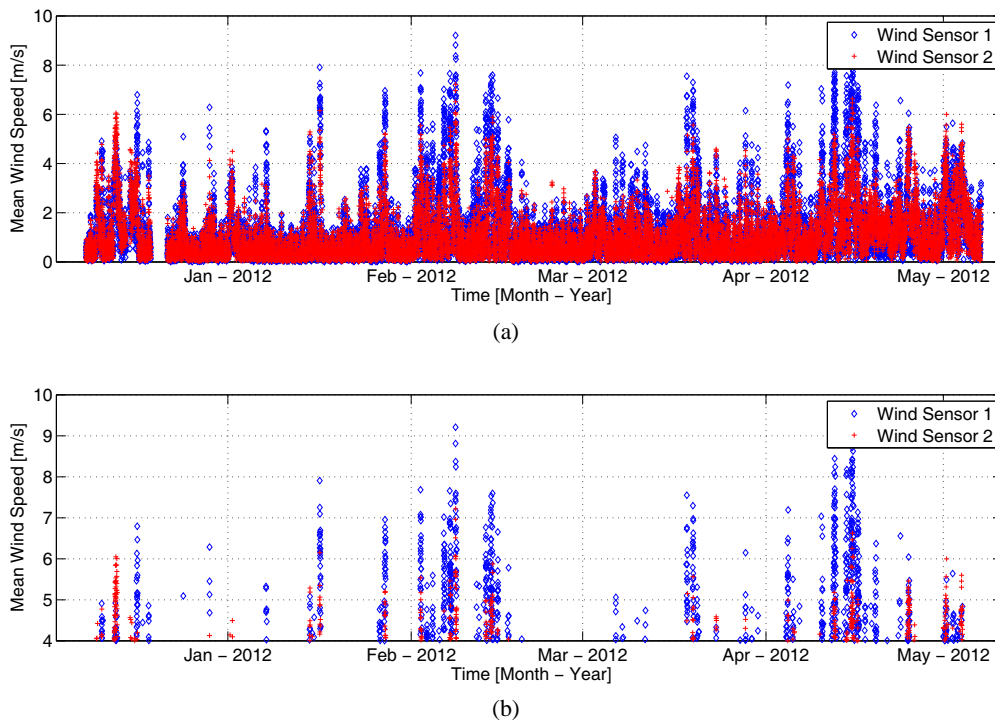 10
8
6
4
2
0
Mean Wind Speed [m/s]
Wind Sensor 1
Wind Sensor 2
Jan − 2012
Feb − 2012
Mar − 2012
Apr − 2012
May − 2012
Time [Month − Year]
(a)
10
9
8
7
6
5
4
Mean Wind Speed [m/s]
Wind Sensor 1
Wind Sensor 2
Jan − 2012
Feb − 2012
Mar − 2012
Apr − 2012
May − 2012
Time [Month − Year]
(b)